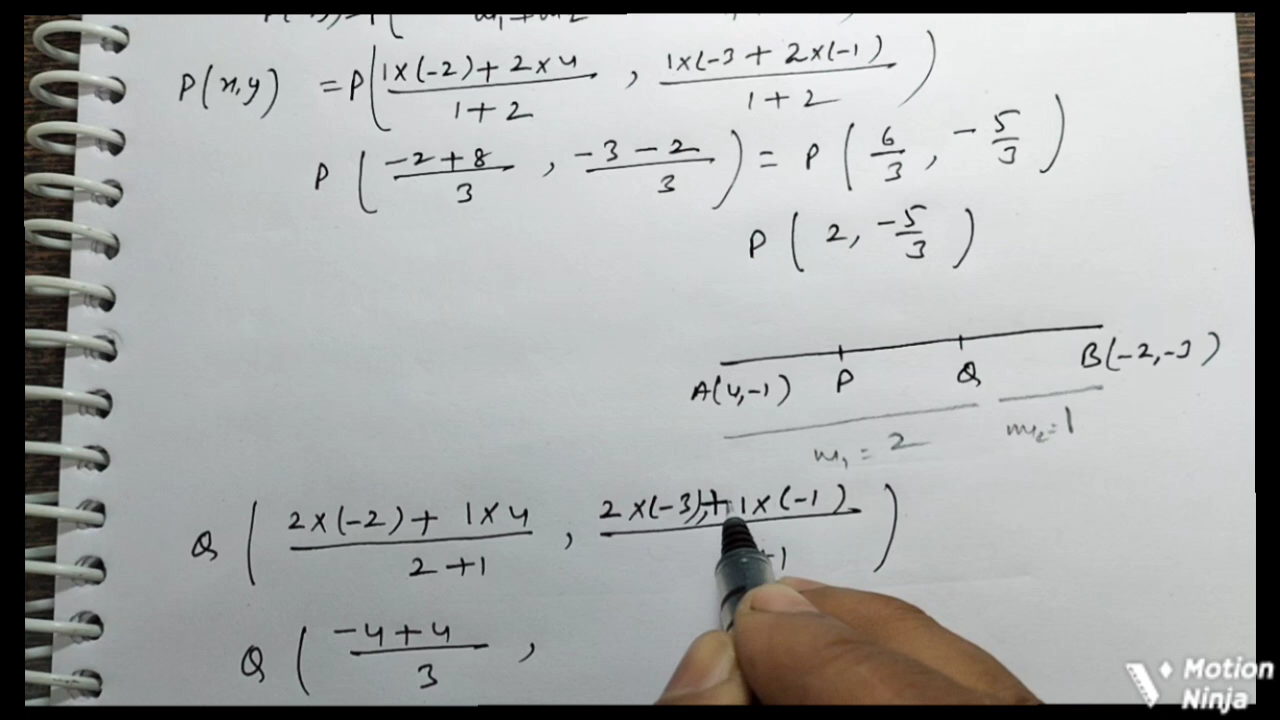 P(x,y) = P(1×(-2)+2×4/1+2, 1×(-3+2×(-1)/1+2)
P(-2+8/3, -3-2/3) = P(6/3, -5/3)
P(2, -5/3)
A(4,-1) P Q B(-2,-3)
m₁ = 2 m₂=1
Q(2×(-2)+1×4/2+1, 2×(-3)+1×(-1)/+1)
Q(-4+4/3,
Motion
Ninja